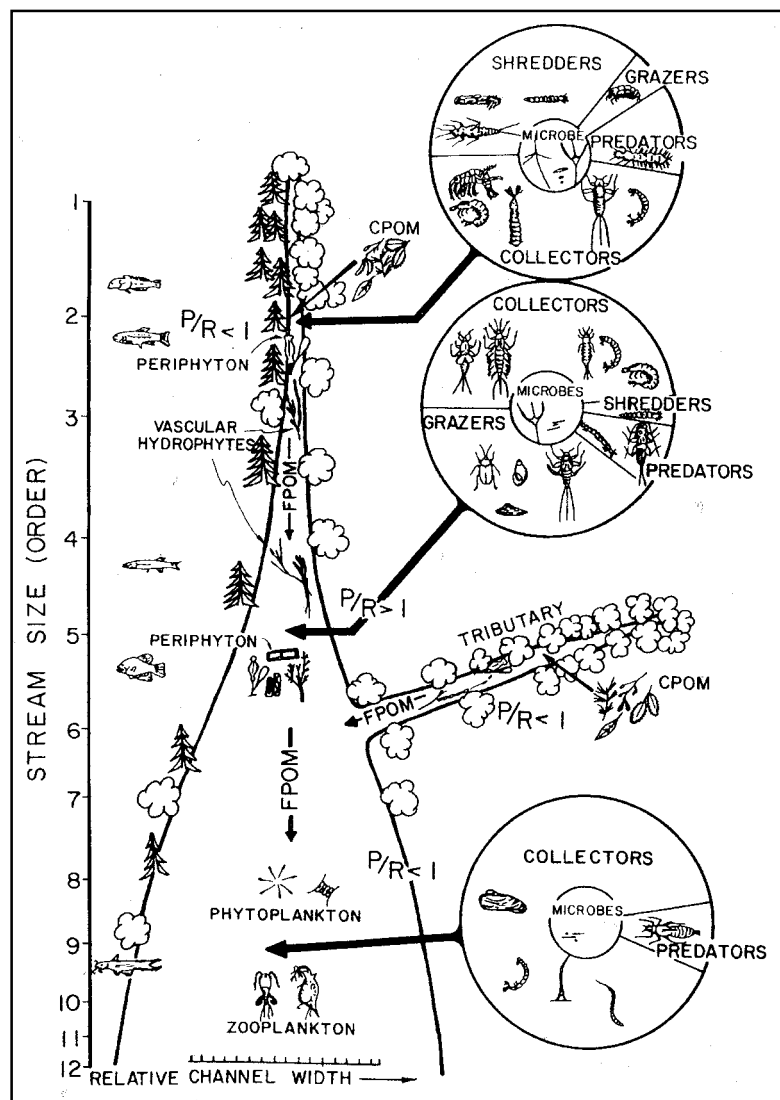 SHREDDERS
GRAZERS
MICROBE
PREDATORS
COLLECTORS
1
CPOM
2
P/R < 1
PERIPHYTON
COLLECTORS
3
VASCULAR
HYDROPHYTES
MICROBES
SHREDDERS
GRAZERS
PREDATORS
FPOM
4
STREAM SIZE (ORDER)
P/R > 1
TRIBUTARY
5
PERIPHYTON
CPOM
FPOM
P/R < 1
6
FPOM
7
P/R < 1
COLLECTORS
8
PHYTOPLANKTON
MICROBES
9
PREDATORS
10
ZOOPLANKTON
11
12
RELATIVE CHANNEL WIDTH